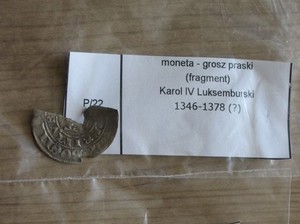 moneta - grosz praski
(fragment)
Karol IV Luksemburski
1346-1378 (?)
P/22